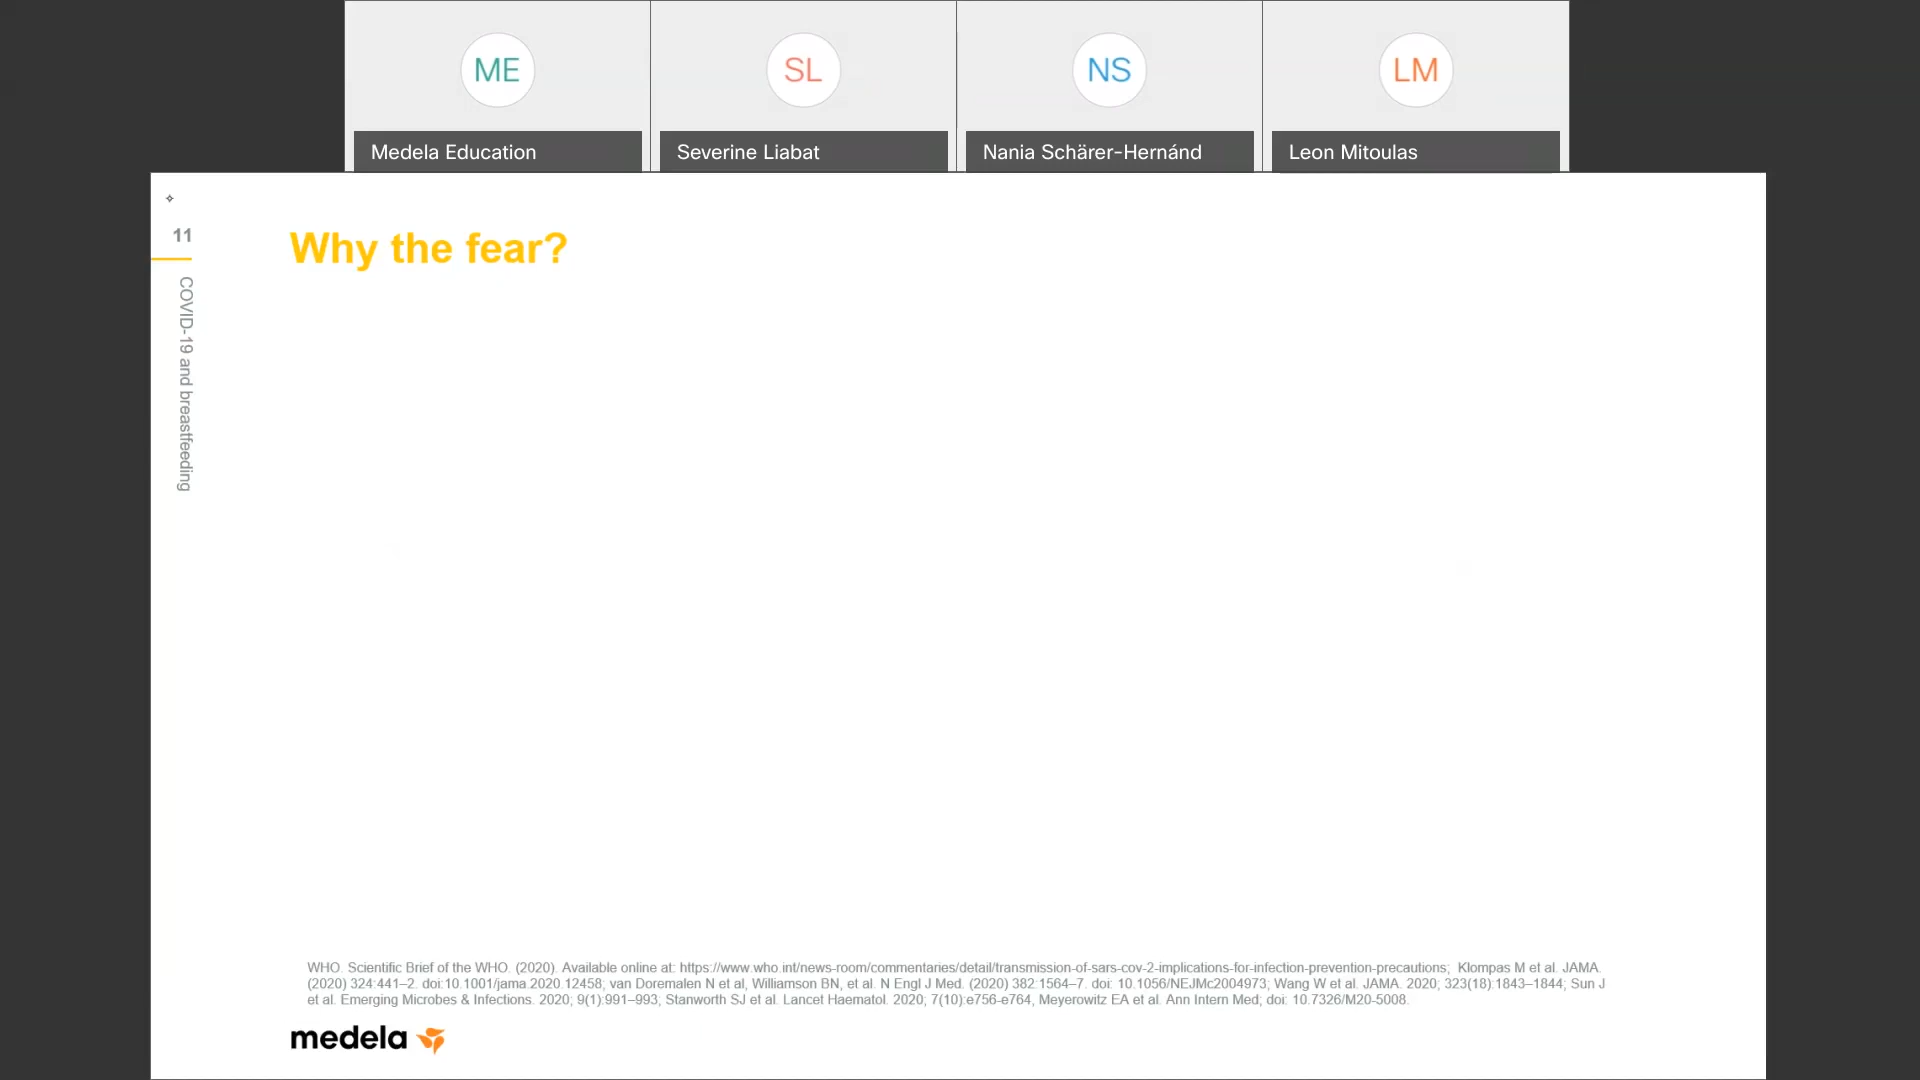 ME
SL
NS
LM
Medela Education
Severine Liabat
Nania Schärer-Hernánd
Leon Mitoulas
11
Why the fear?
COVID-19 and breastfeeding
WHO. Scientific Brief of the WHO. (2020). Available online at: https://www.who.int/news-room/commentaries/detail/transmission-of-sars-cov-2-implications-for-infection-prevention-precautions; Klompas M et al. JAMA.
(2020) 324:441–2. doi:10.1001/jama.2020.12458; van Doremalen N et al, Williamson BN, et al. N Engl J Med. (2020) 382:1564–7. doi: 10.1056/NEJMc2004973; Wang W et al. JAMA. 2020; 323(18):1843–1844; Sun J
et al. Emerging Microbes & Infections. 2020; 9(1):991–993; Stanworth SJ et al. Lancet Haematol. 2020; 7(10):e756-e764, Meyerowitz EA et al. Ann Intern Med; doi: 10.7326/M20-5008.
medela